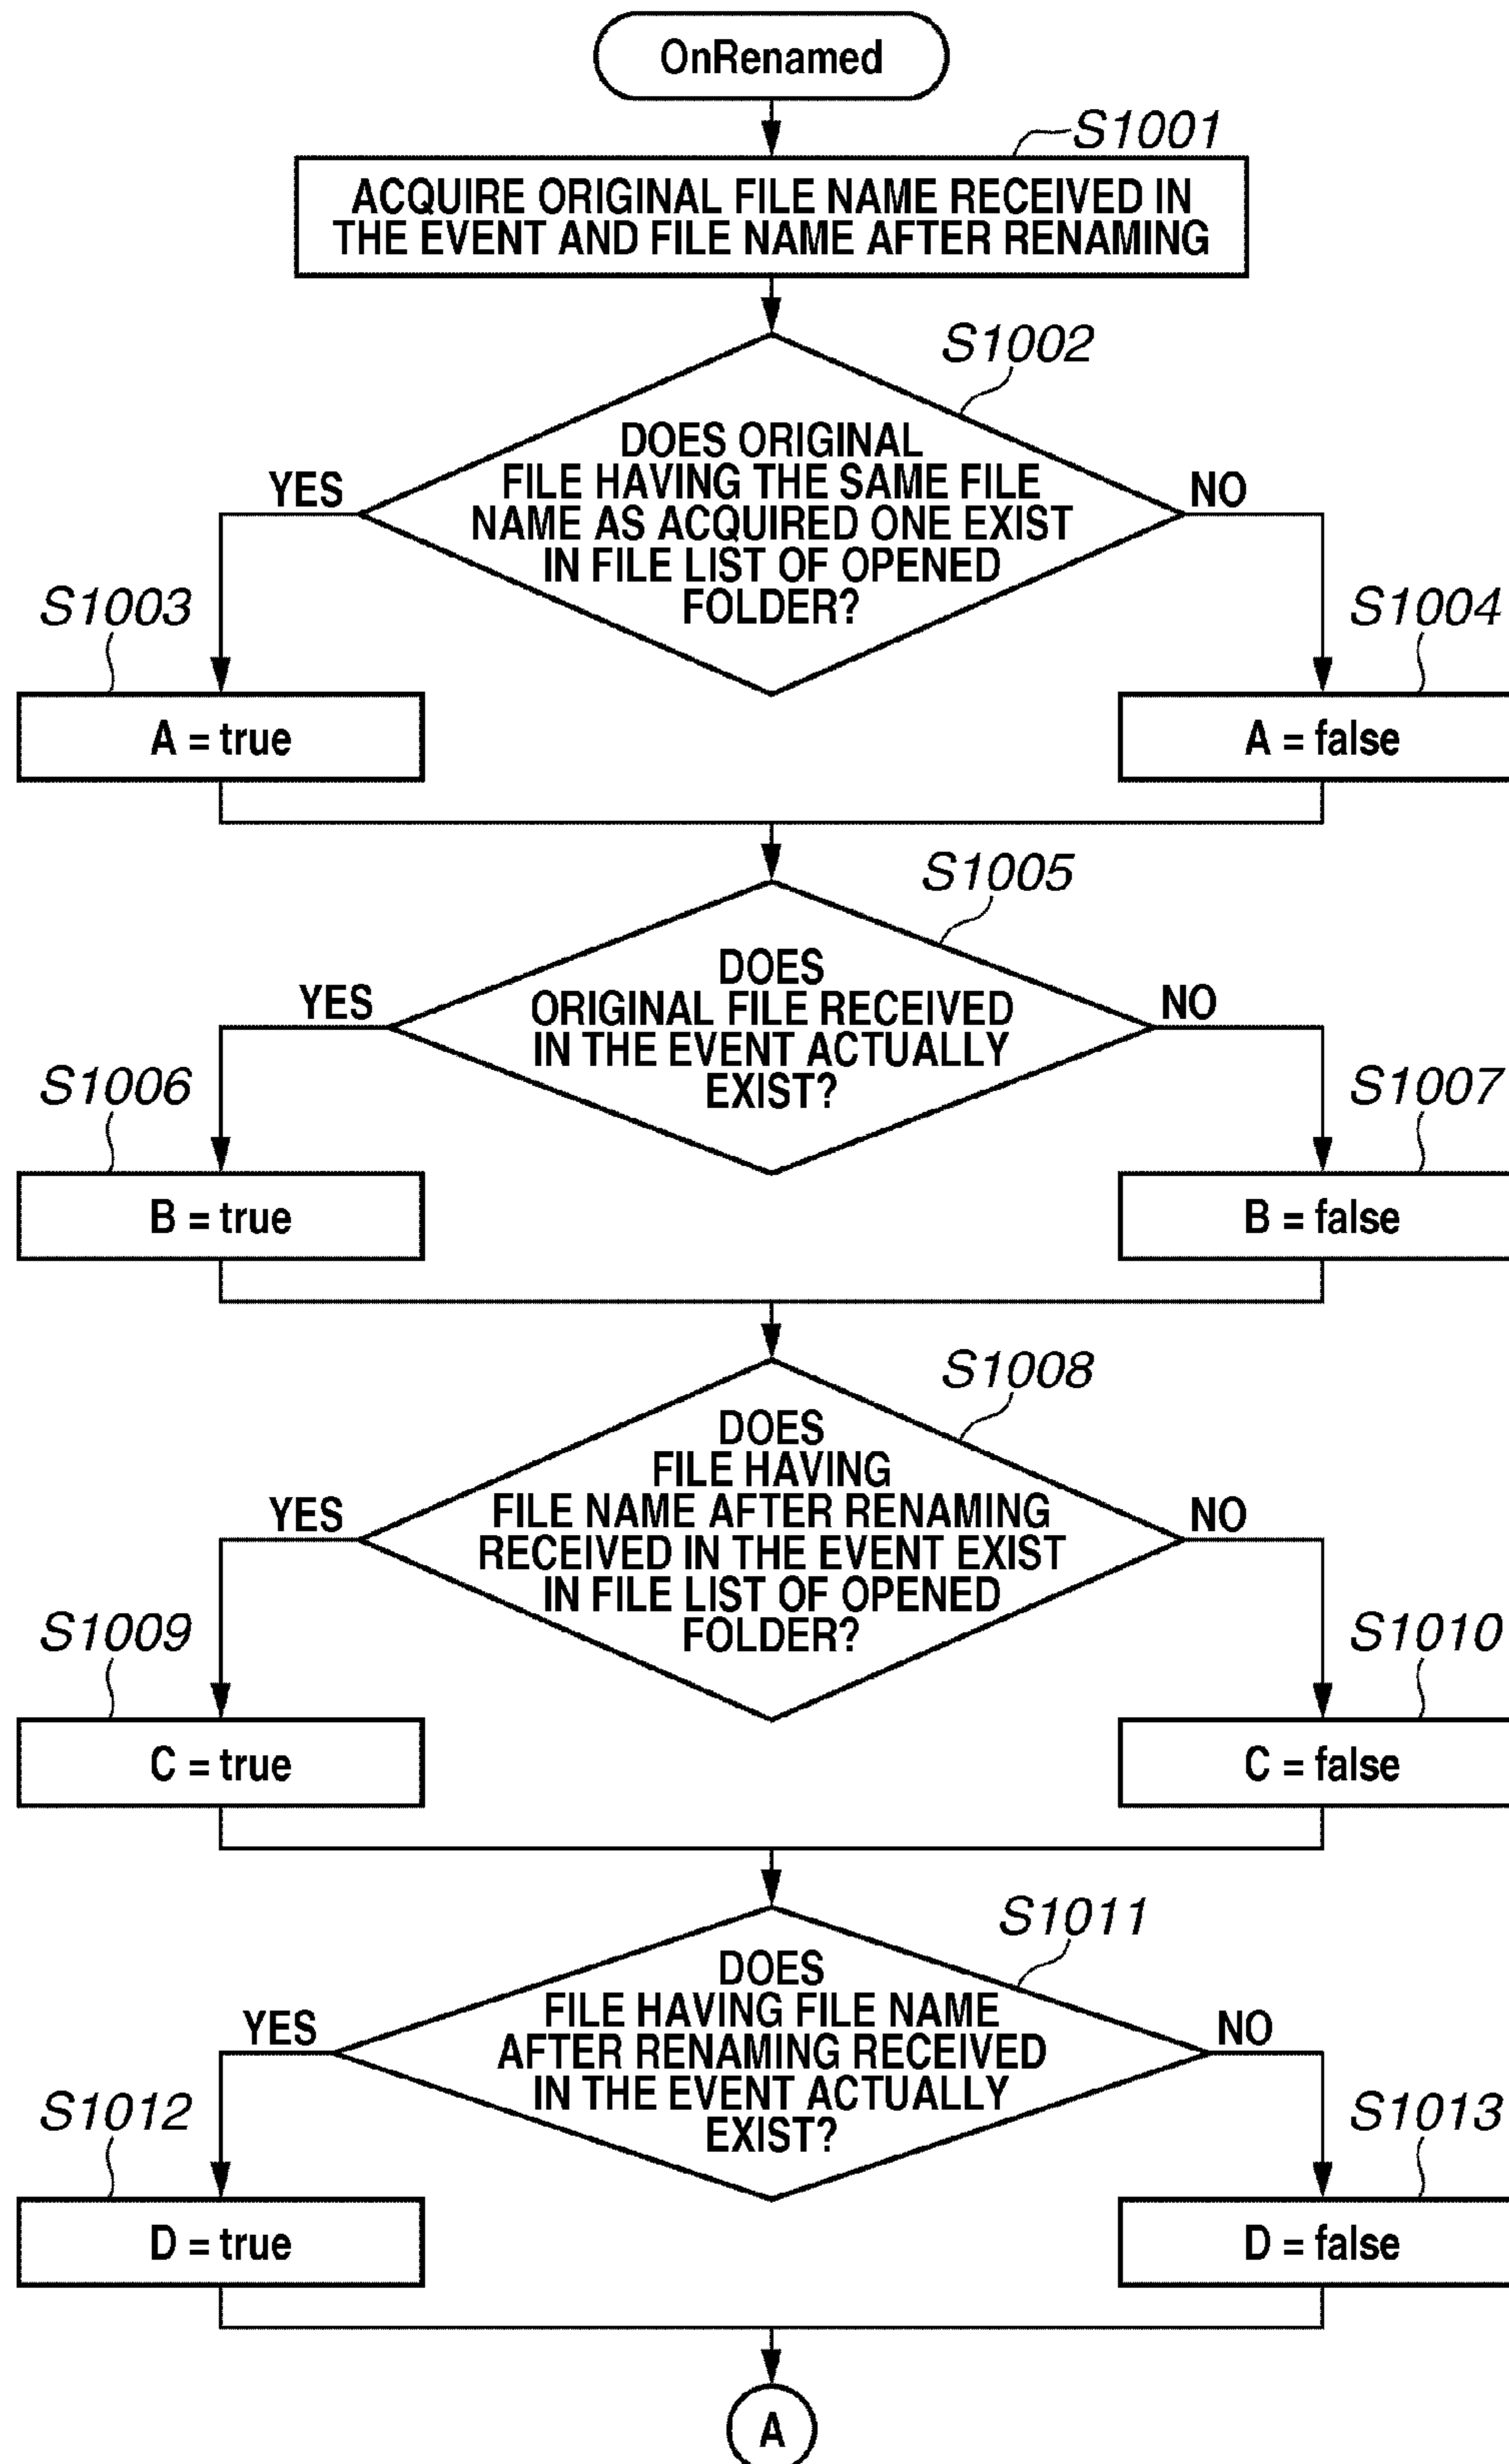 OnRenamed
S1001
ACQUIRE ORIGINAL FILE NAME RECEIVED IN
THE EVENT AND FILE NAME AFTER RENAMING
S1002
DOES ORIGINAL
FILE HAVING THE SAME FILE
NAME AS ACQUIRED ONE EXIST
IN FILE LIST OF OPENED
FOLDER?
YES
NO
S1003
S1004
A = true
A = false
S1005
DOES
ORIGINAL FILE RECEIVED
IN THE EVENT ACTUALLY
EXIST?
YES
NO
S1006
S1007
B = true
B = false
S1008
DOES
FILE HAVING
FILE NAME AFTER RENAMING
RECEIVED IN THE EVENT EXIST
IN FILE LIST OF OPENED
FOLDER?
YES
NO
S1009
S1010
C = true
C = false
S1011
DOES
FILE HAVING FILE NAME
AFTER RENAMING RECEIVED
IN THE EVENT ACTUALLY
EXIST?
YES
NO
S1012
S1013
D = true
D = false
A